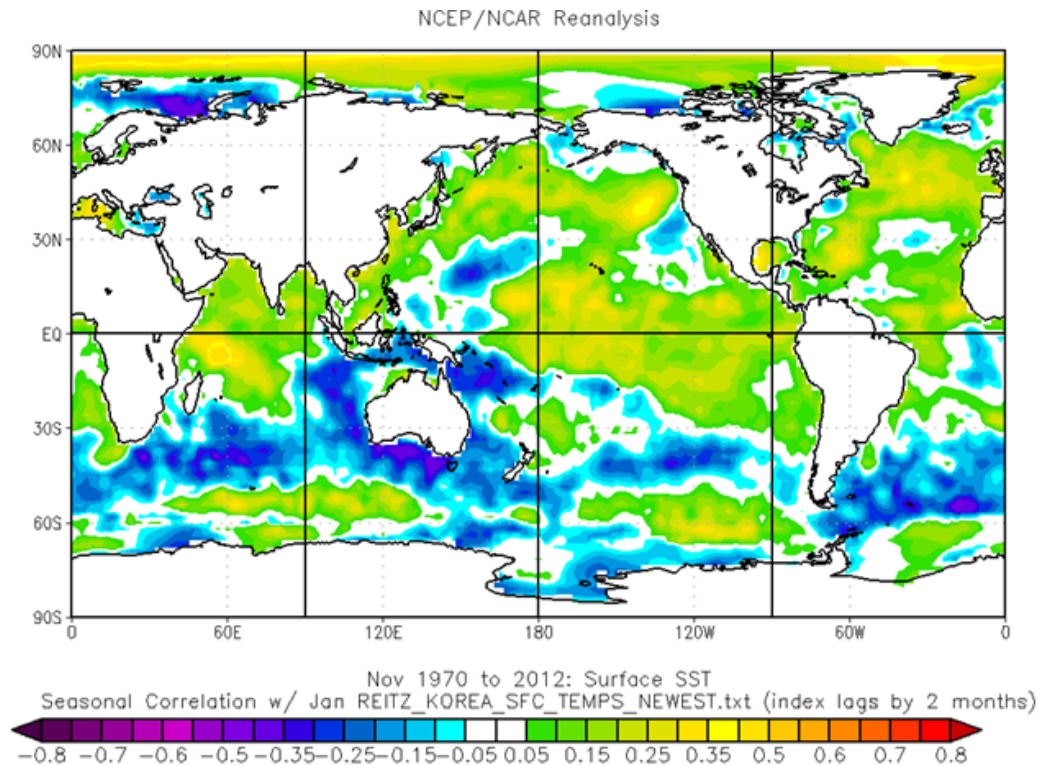 NCEP/NCAR Reanalysis
90N
60N
30N
EQ
30S
60S
90S
0 60E 120E 180 120W 60W 0
Nov 1970 to 2012: Surface SST
Seasonal Correlation w/ Jan REITZ_KOREA_SFC_TEMPS_NEWEST.txt (index lags by 2 months)
-0.8 -0.7 -0.6 -0.5 -0.35 -0.25 -0.15 -0.05 0.05 0.15 0.25 0.35 0.5 0.6 0.7 0.8